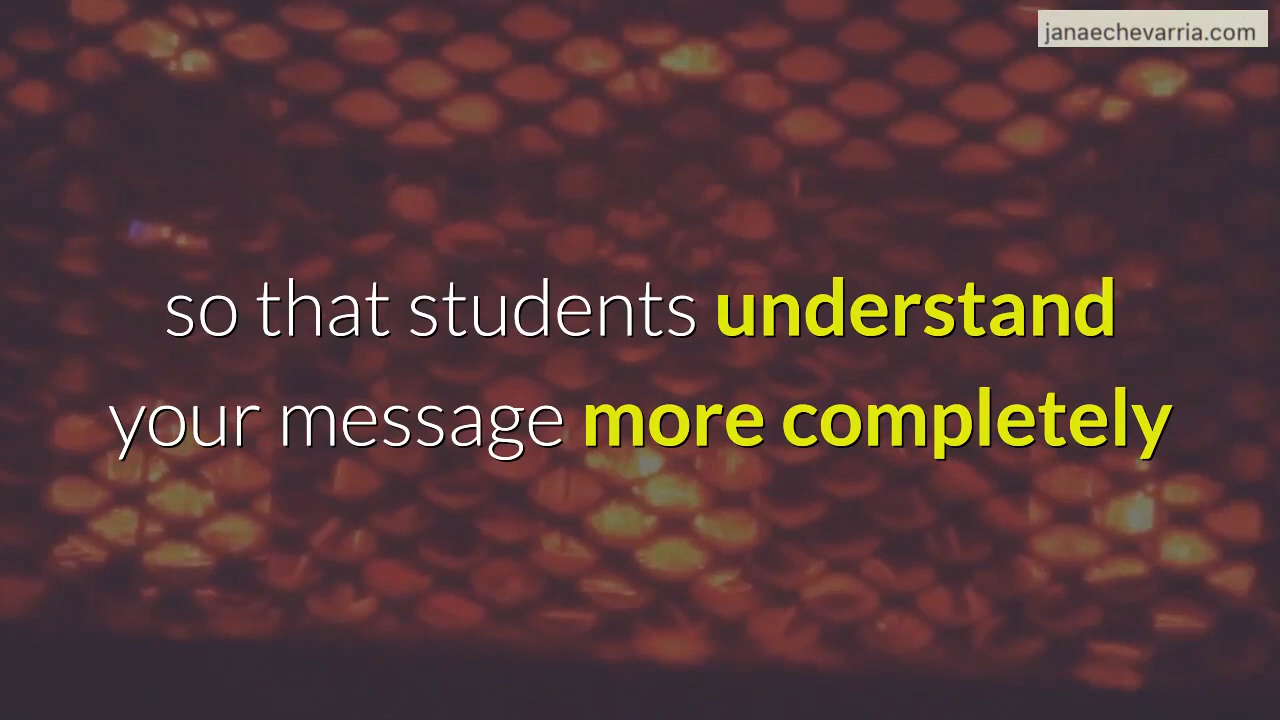 janaechevarria.com
so that students understand
your message more completely